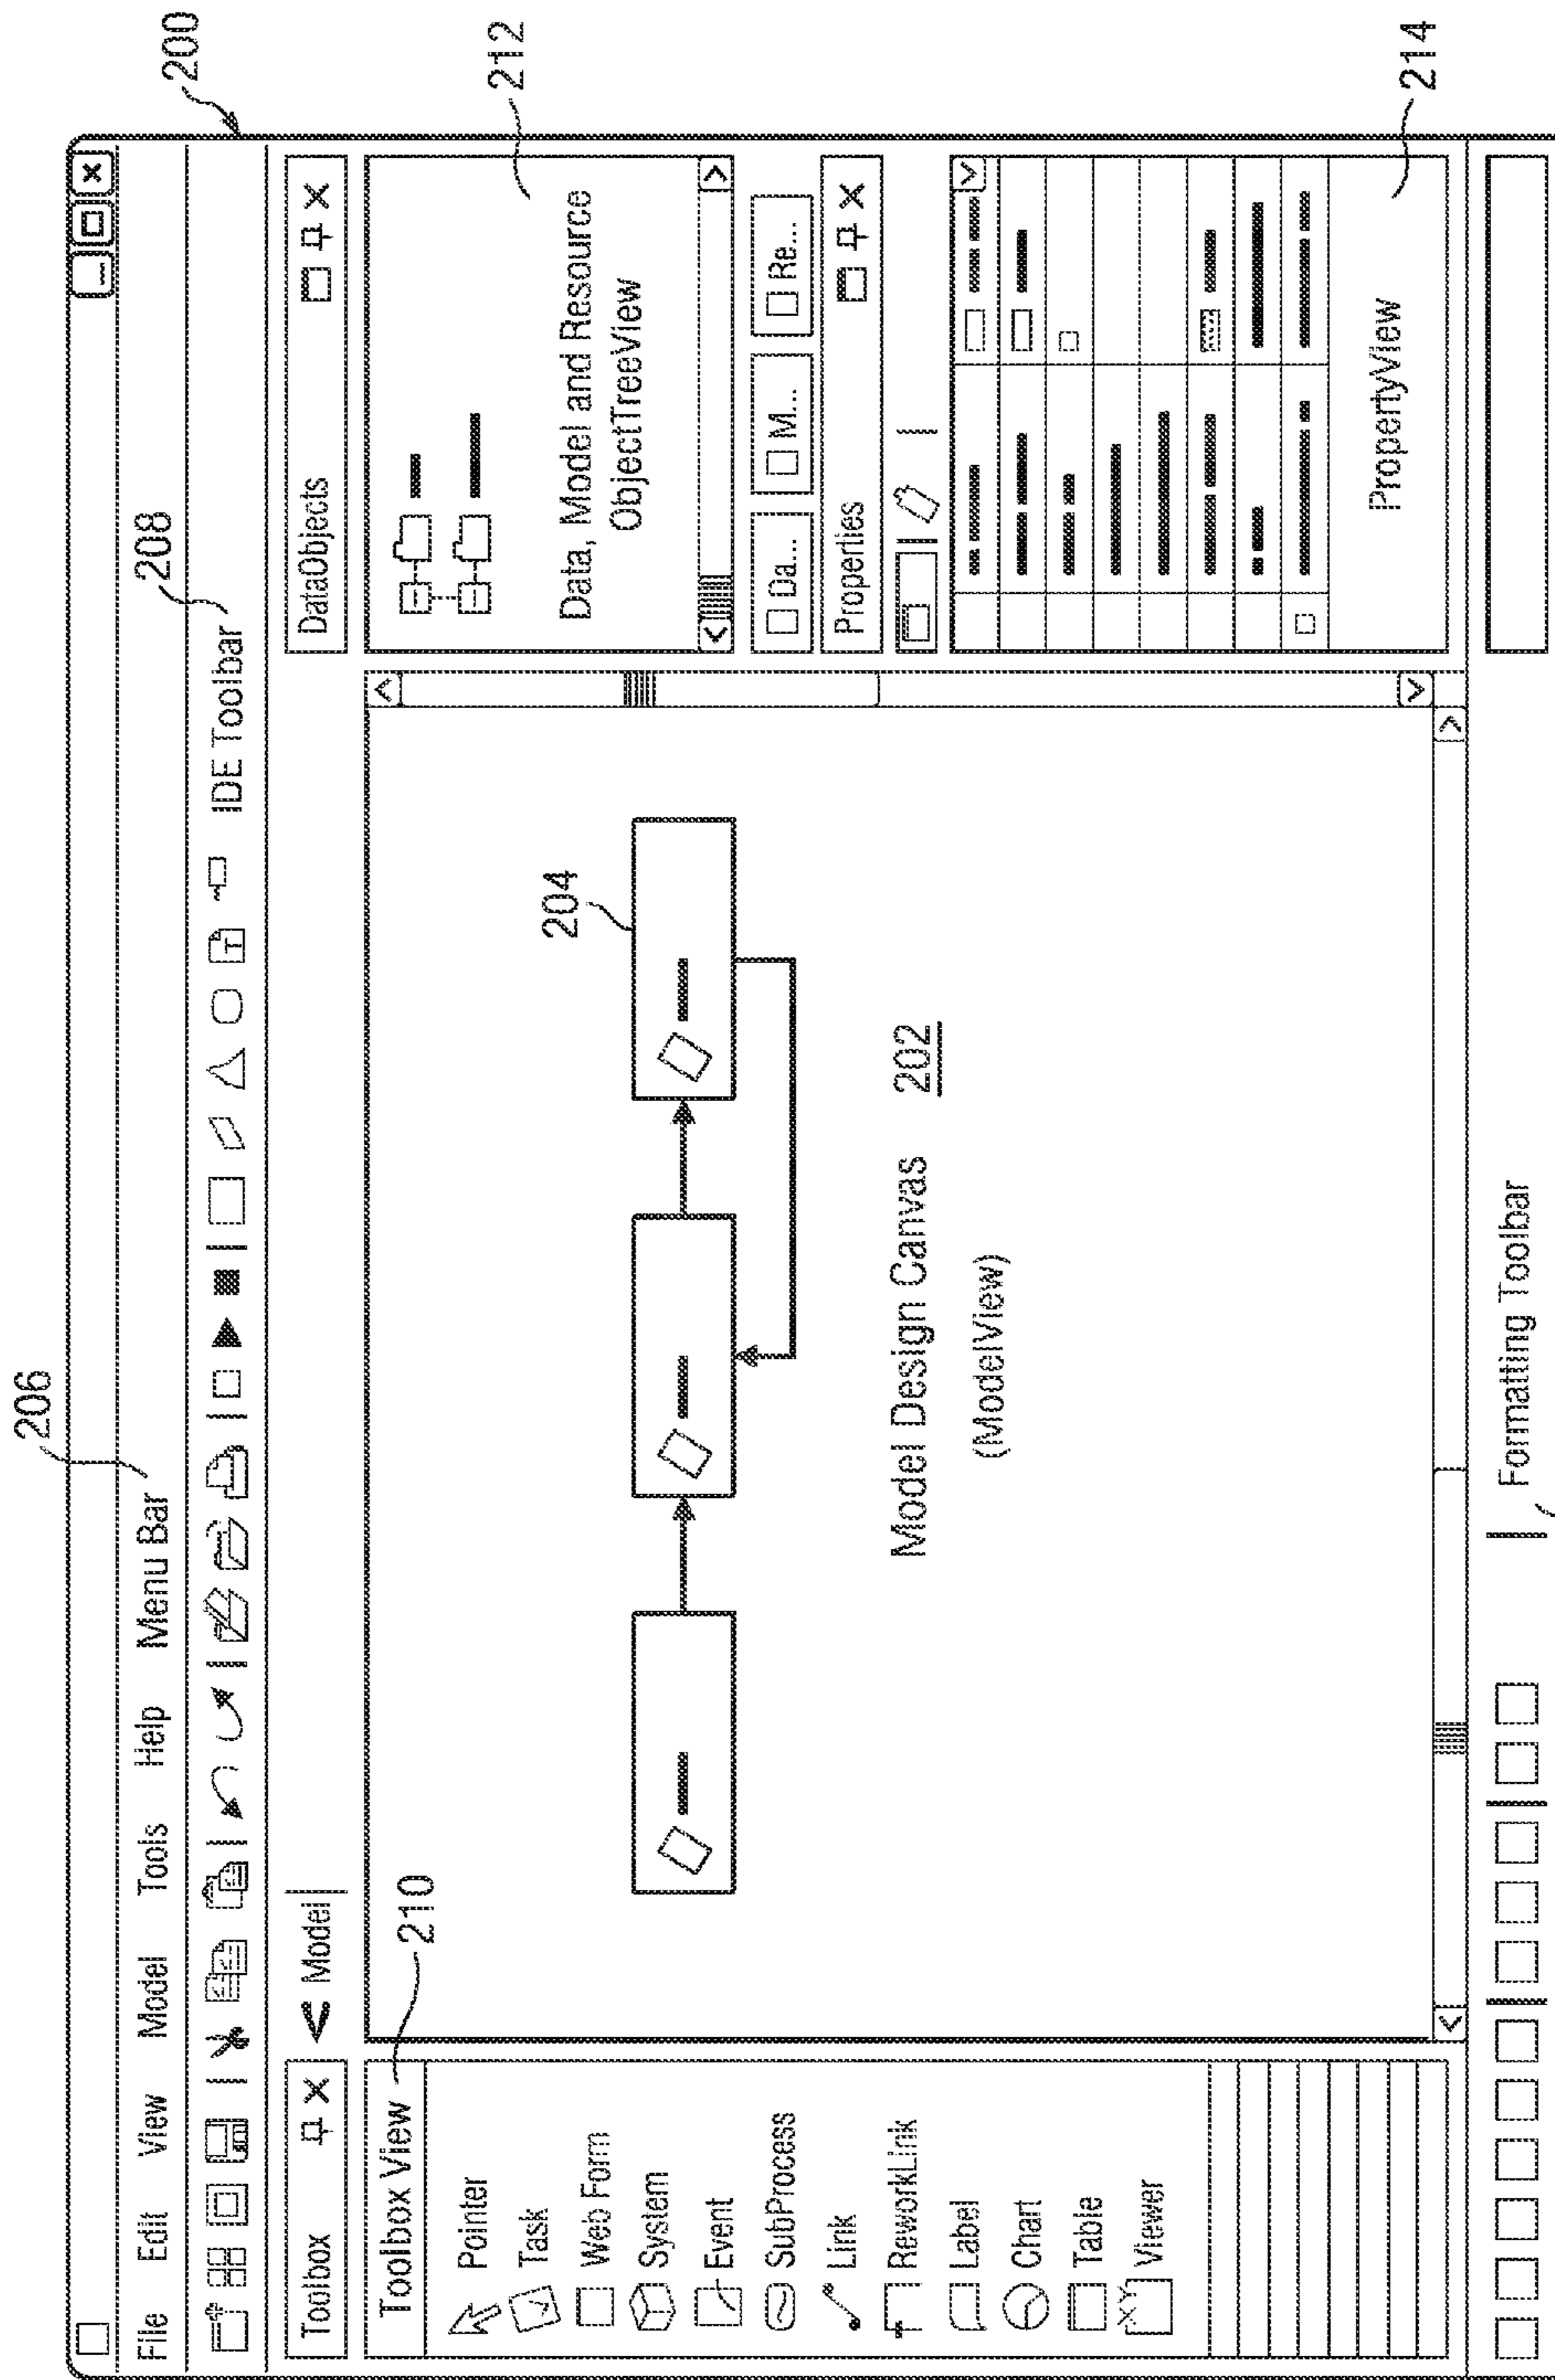 206
200
File Edit View Model Tools Help Menu Bar
208
IDE Toolbar
Toolbox
Model
DataObjects
Toolbox View
210
Pointer
Task
Web Form
System
Event
SubProcess
Link
ReworkLink
Label
Chart
Table
Viewer
204
Model Design Canvas 202
(ModelView)
212
Data, Model and Resource
ObjectTreeView
Da... M... Re...
Properties
PropertyView
214
Formatting Toolbar